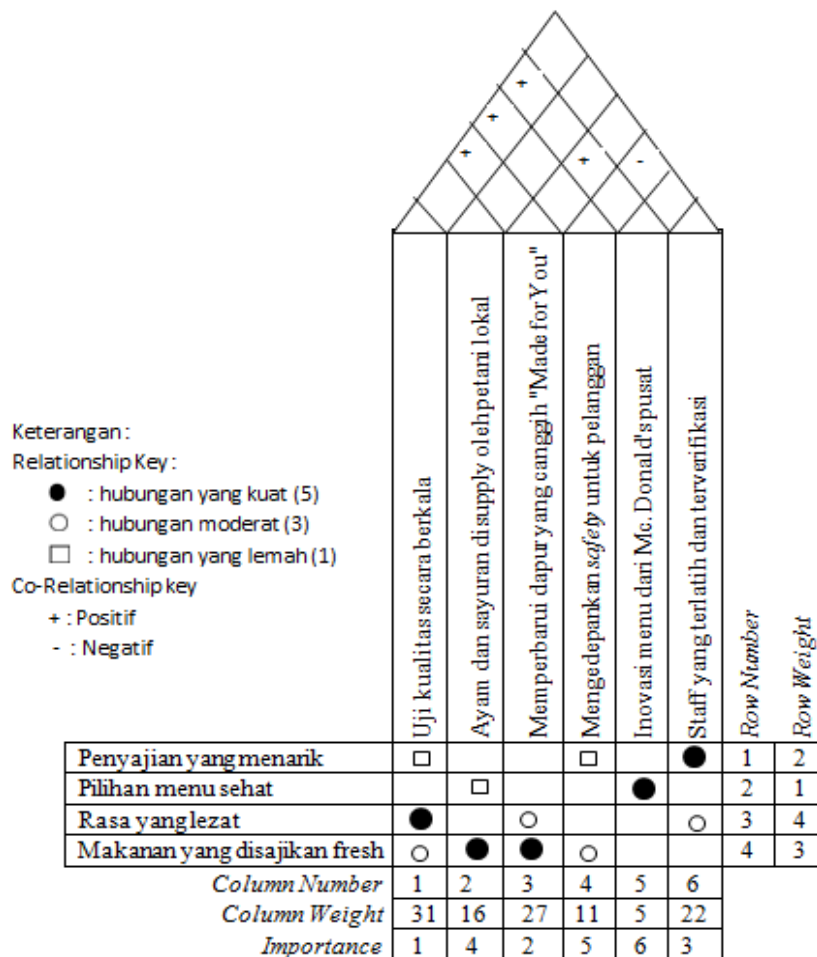 +
+
+
+ -
Uji kualitas secara berkala
Ayam dan sayuran disupply olehpetani lokal
Memperbarui dapur yang canggih "Made for You"
Mengedepankan safety untuk pelanggan
Inovasi menu dari Mc. Donald's pusat
Staff yang terlatih dan terverifikasi
Row Number
Row Weight
Keterangan :
Relationship Key :
● : hubungan yang kuat (5)
○ : hubungan moderat (3)
□ : hubungan yang lemah (1)
Co-Relationship key
+ : Positif
- : Negatif
Penyajian yang menarik □ □ ● 1 2
Pilihan menu sehat □ ● 2 1
Rasa yang lezat ● ○ ○ 3 4
Makanan yang disajikan fresh ○ ● ● ○ 4 3
Column Number 1 2 3 4 5 6
Column Weight 31 16 27 11 5 22
Importance 1 4 2 5 6 3